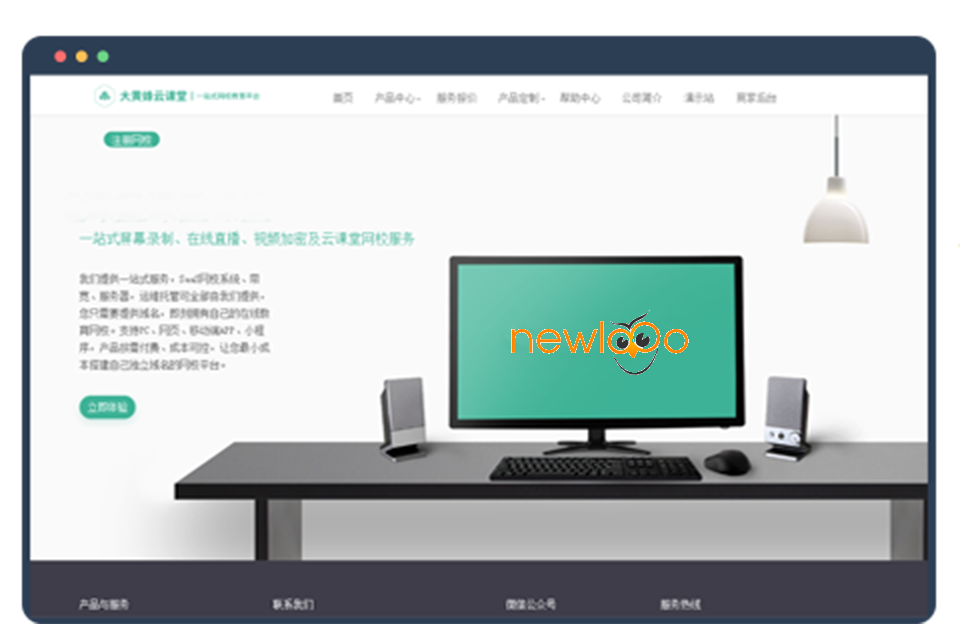 大黄蜂云课堂 | 一站式网校教育平台
首页 产品中心 服务报价 产品定制 帮助中心 公司简介 演示站 商家后台
注册网校
一站式屏幕录制、在线直播、视频加密及云课堂网校服务
我们提供一站式服务。SaaS网校系统、带
宽、服务器。运维托管司全部由我们提供。
您只需要提供域名。即刻拥有自己的在线教
育网校。支持PC、网页、移动端APP、小程
序。产品按需付费、成本可控。让您最小成
本搭建自己独立域名的网校平台。
立即体验
newlooo
产品与服务 联系我们 微信公众号 服务热线